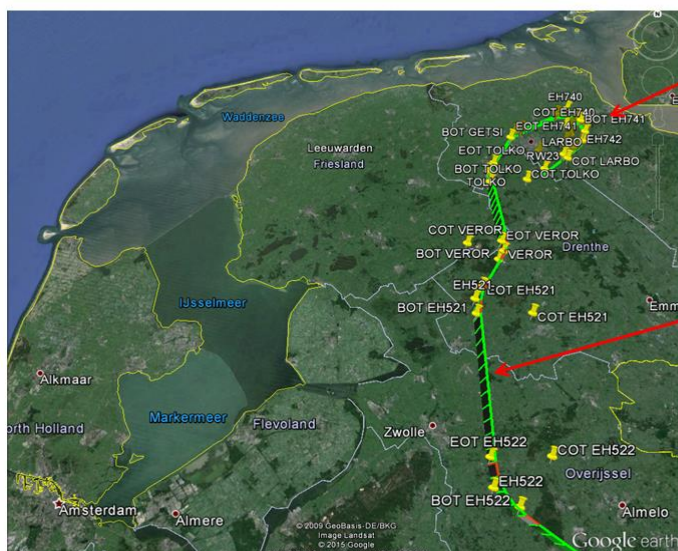 EH740
COT EH740
BOT EH741
Waddenzee
BOT GETSI
EOT EH741
EH742
Leeuwarden
LARBO
EOT TOLKO
RW23
COT LARBO
Friesland
BOT TOLKO
COT TOLKO
TOLKO
COT VEROR
EOT VEROR
Drenthe
BOT VEROR
VEROR
EH521
EOT EH521
IJsselmeer
BOT EH521
COT EH521
Emm
Alkmaar
Markermeer
Flevoland
orth Holland
Zwolle
EOT EH522
COT EH522
EH522
Overijssel
BOT EH522
Amsterdam
Almere
Almelo
© 2009 GeoBasis-DE/BKG
Image Landsat
© 2015 Google
Google earth